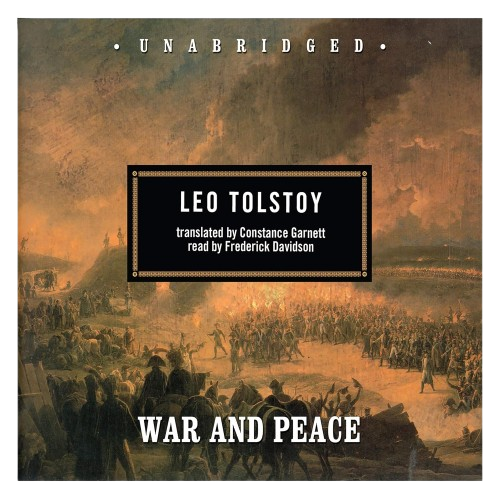 • UNABRIDGED •
LEO TOLSTOY
translated by Constance Garnett
read by Frederick Davidson
WAR AND PEACE